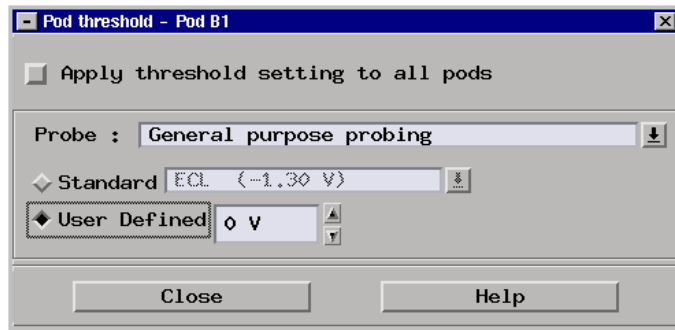 Pod threshold - Pod B1
Apply threshold setting to all pods
Probe : General purpose probing
Standard ECL (-1.30 V)
User Defined 0 V
Close Help